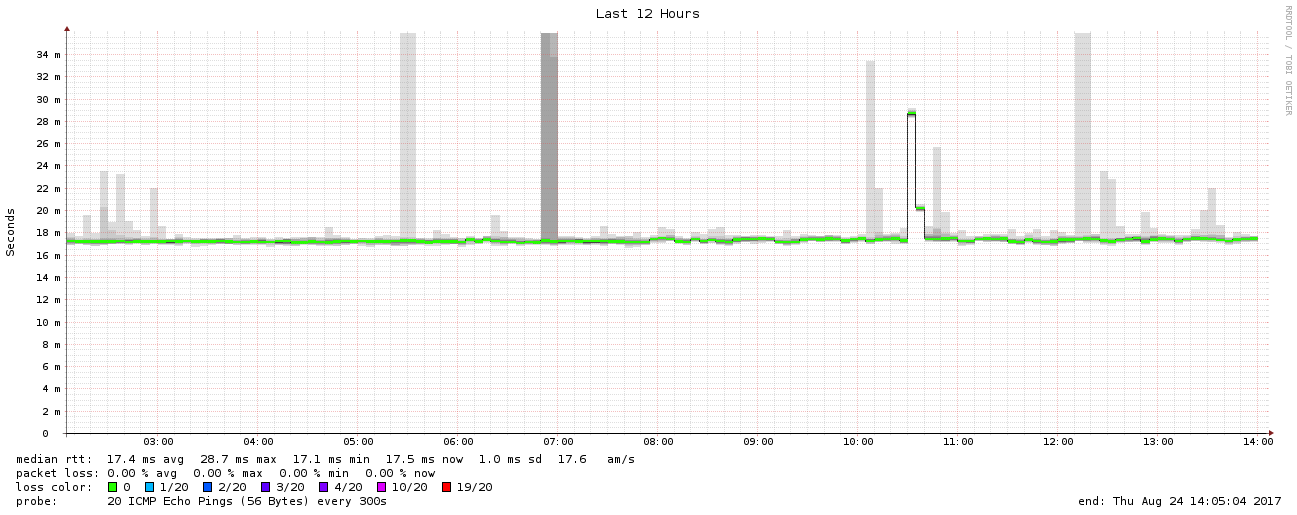 Last 12 Hours
RRDTOOL / TOBI OETIKER
Seconds
34 m
32 m
30 m
28 m
26 m
24 m
22 m
20 m
18 m
16 m
14 m
12 m
10 m
8 m
6 m
4 m
2 m
0
03:00 04:00 05:00 06:00 07:00 08:00 09:00 10:00 11:00 12:00 13:00 14:00
median rtt: 17.4 ms avg 28.7 ms max 17.1 ms min 17.5 ms now 1.0 ms sd 17.6 am/s
packet loss: 0.00 % avg 0.00 % max 0.00 % min 0.00 % now
loss color: 0 1/20 2/20 3/20 4/20 10/20 19/20
probe: 20 ICMP Echo Pings (56 Bytes) every 300s end: Thu Aug 24 14:05:04 2017